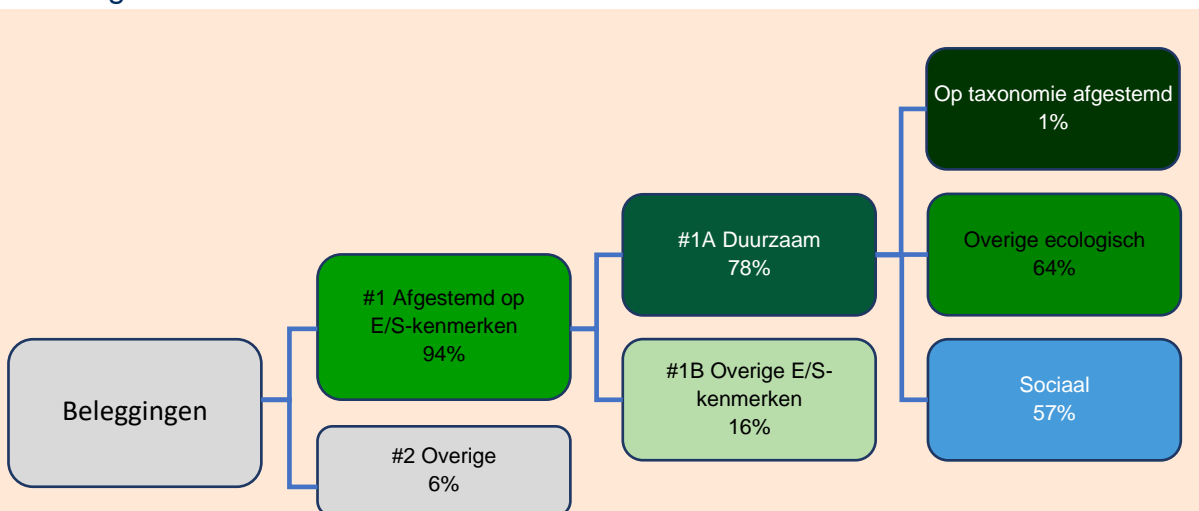 Op taxonomie afgestemd
1%
#1A Duurzaam
78%
Overige ecologisch
64%
#1 Afgestemd op
E/S-kenmerken
94%
#1B Overige E/S-
kenmerken
16%
Sociaal
57%
Beleggingen
#2 Overige
6%